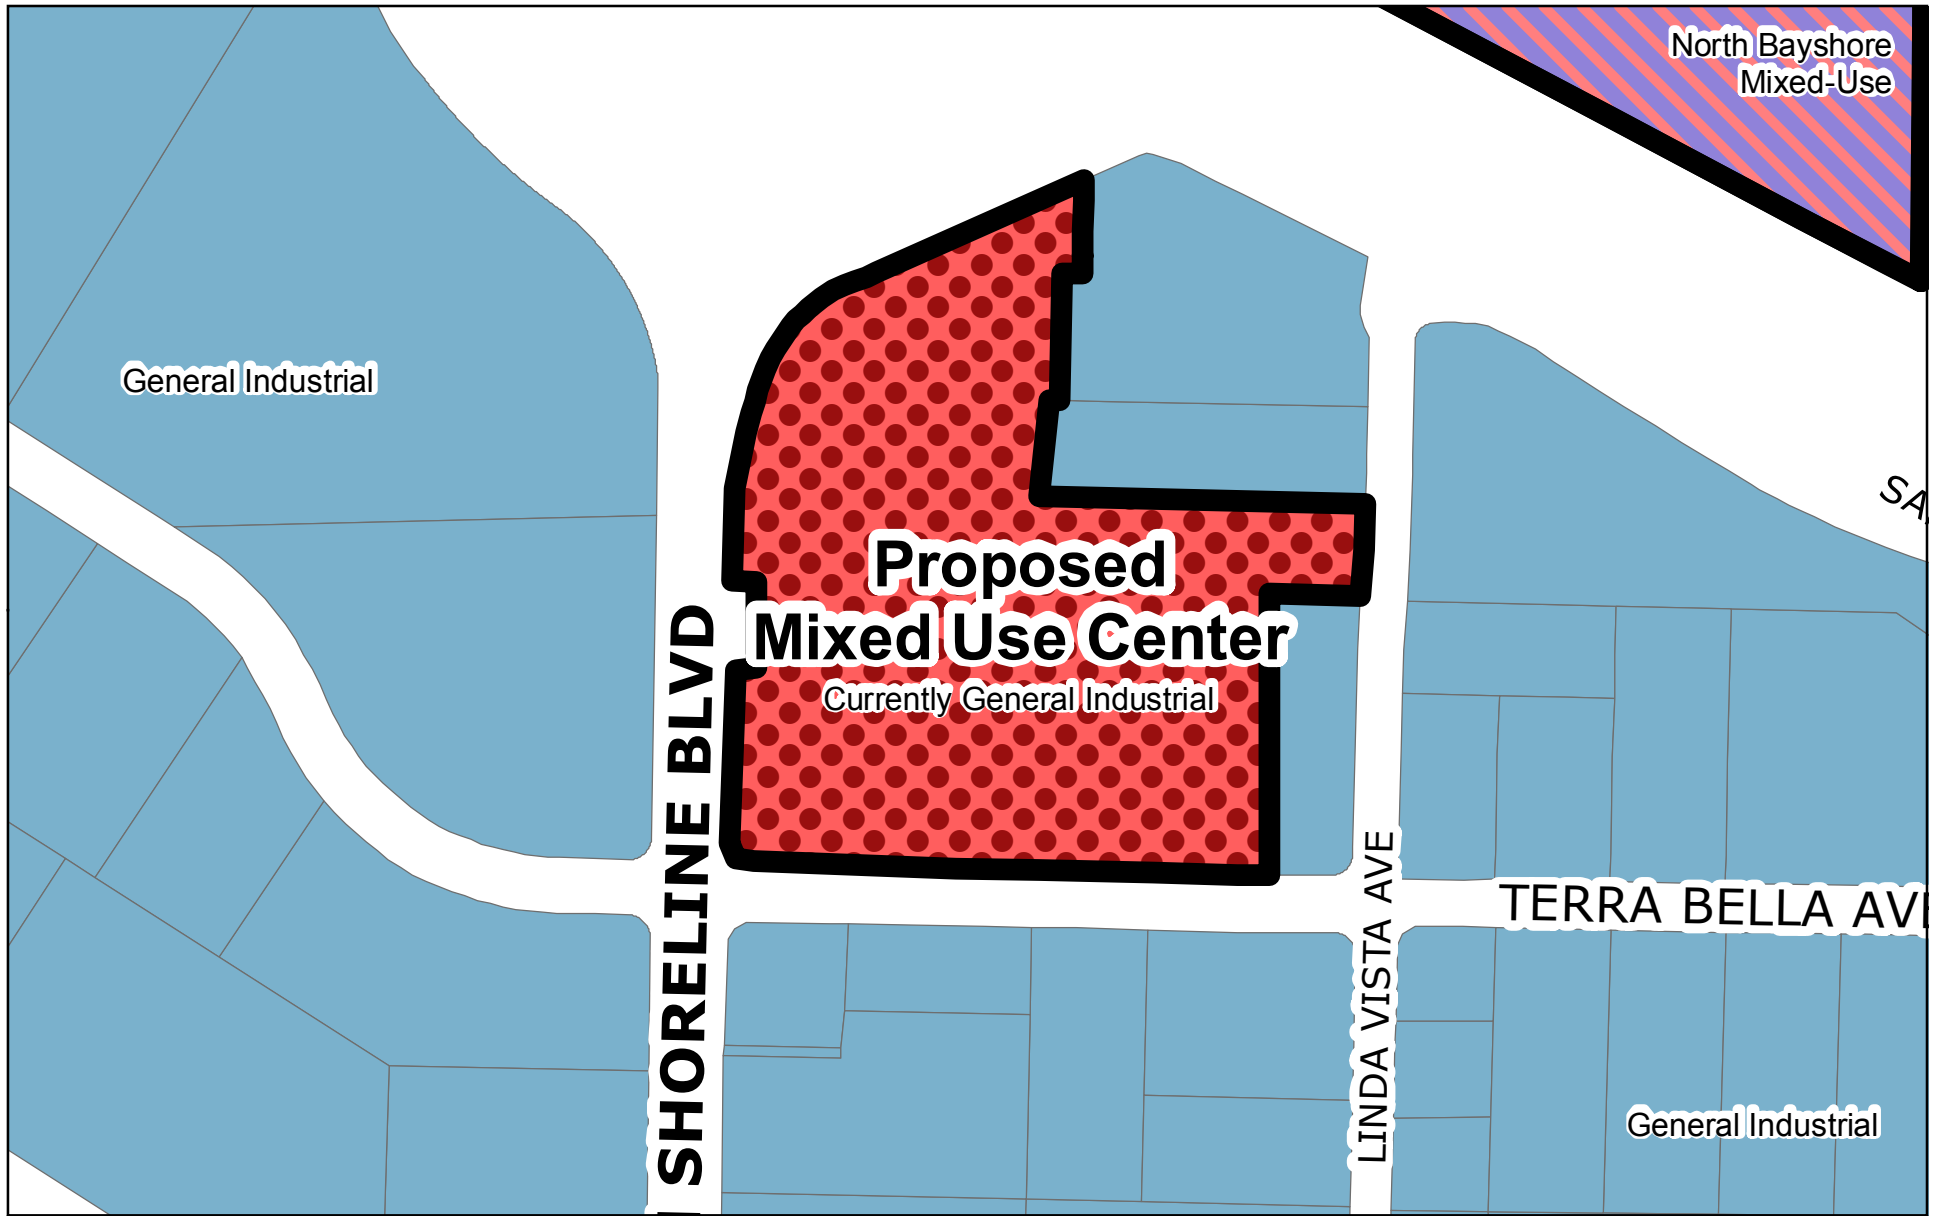 North Bayshore
Mixed-Use
General Industrial
Proposed
Mixed Use Center
Currently General Industrial
SHORELINE BLVD
LINDA VISTA AVE
TERRA BELLA AVE
General Industrial